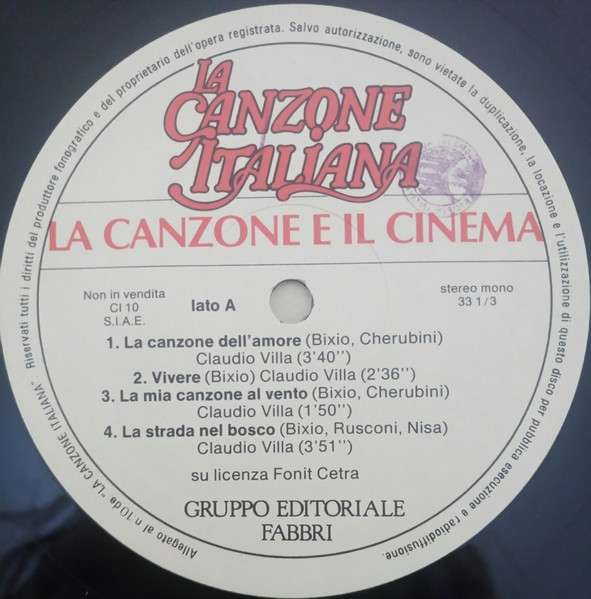 Allegato al n 10 de "LA CANZONE ITALIANA". Riservati tutti i diritti del produttore fonografico e del proprietario dell'opera registrata. Salvo autorizzazione, sono vietate la duplicazione, la locazione e l'utilizzazione di questo disco per pubblica esecuzione e radiodiffusione.
LA
CANZONE
ITALIANA
LA CANZONE E IL CINEMA
Non in vendita
CI 10
S.I.A.E.
lato A
stereo mono
33 1/3
1. La canzone dell'amore (Bixio, Cherubini)
Claudio Villa (3'40'')
2. Vivere (Bixio) Claudio Villa (2'36'')
3. La mia canzone al vento (Bixio, Cherubini)
Claudio Villa (1'50'')
4. La strada nel bosco (Bixio, Rusconi, Nisa)
Claudio Villa (3'51'')
su licenza Fonit Cetra
GRUPPO EDITORIALE
FABBRI